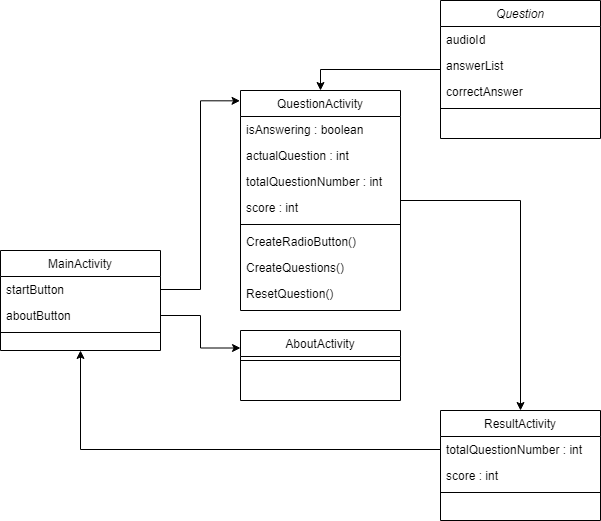 Question
audioId
answerList
correctAnswer
QuestionActivity
isAnswering : boolean
actualQuestion : int
totalQuestionNumber : int
score : int
CreateRadioButton()
CreateQuestions()
ResetQuestion()
MainActivity
startButton
aboutButton
AboutActivity
ResultActivity
totalQuestionNumber : int
score : int